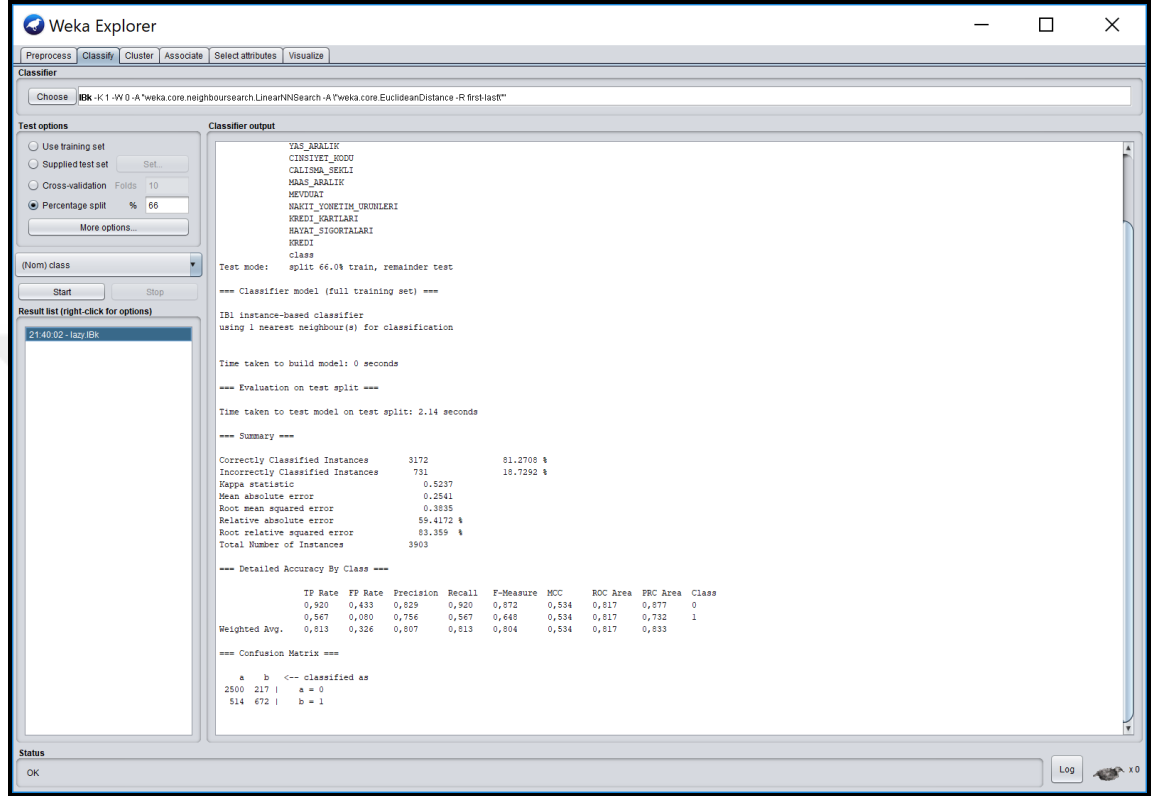 Weka Explorer
Preprocess Classify Cluster Associate Select attributes Visualize
Classifier
Choose IBk -K 1 -W 0 -A "weka.core.neighboursearch.LinearNNSearch -A \"weka.core.EuclideanDistance -R first-last\""
Test options
Use training set
Supplied test set Set...
Cross-validation Folds 10
Percentage split % 66
More options...
(Nom) class
Start Stop
Result list (right-click for options)
21:40:02 - lazy.IBk
Classifier output
YAS_ARALIK
CINSIYET_KODU
CALISMA_SEKLI
MAAS_ARALIK
MEVDUAT
NAKIT_YONETIM_URUNLERI
KREDI_KARTLARI
HAYAT_SIGORTALARI
KREDI
class
Test mode: split 66.0% train, remainder test
=== Classifier model (full training set) ===
IB1 instance-based classifier
using 1 nearest neighbour(s) for classification
Time taken to build model: 0 seconds
=== Evaluation on test split ===
Time taken to test model on test split: 2.14 seconds
=== Summary ===
Correctly Classified Instances 3172 81.2708 %
Incorrectly Classified Instances 731 18.7292 %
Kappa statistic 0.5237
Mean absolute error 0.2541
Root mean squared error 0.3835
Relative absolute error 59.4172 %
Root relative squared error 83.359 %
Total Number of Instances 3903
=== Detailed Accuracy By Class ===
TP Rate FP Rate Precision Recall F-Measure MCC ROC Area PRC Area Class
0,920 0,433 0,829 0,920 0,872 0,534 0,817 0,877 0
0,567 0,080 0,756 0,567 0,648 0,534 0,817 0,732 1
Weighted Avg. 0,813 0,326 0,807 0,813 0,804 0,534 0,817 0,833
=== Confusion Matrix ===
a b <-- classified as
2500 217 | a = 0
514 672 | b = 1
Status
OK
Log x 0